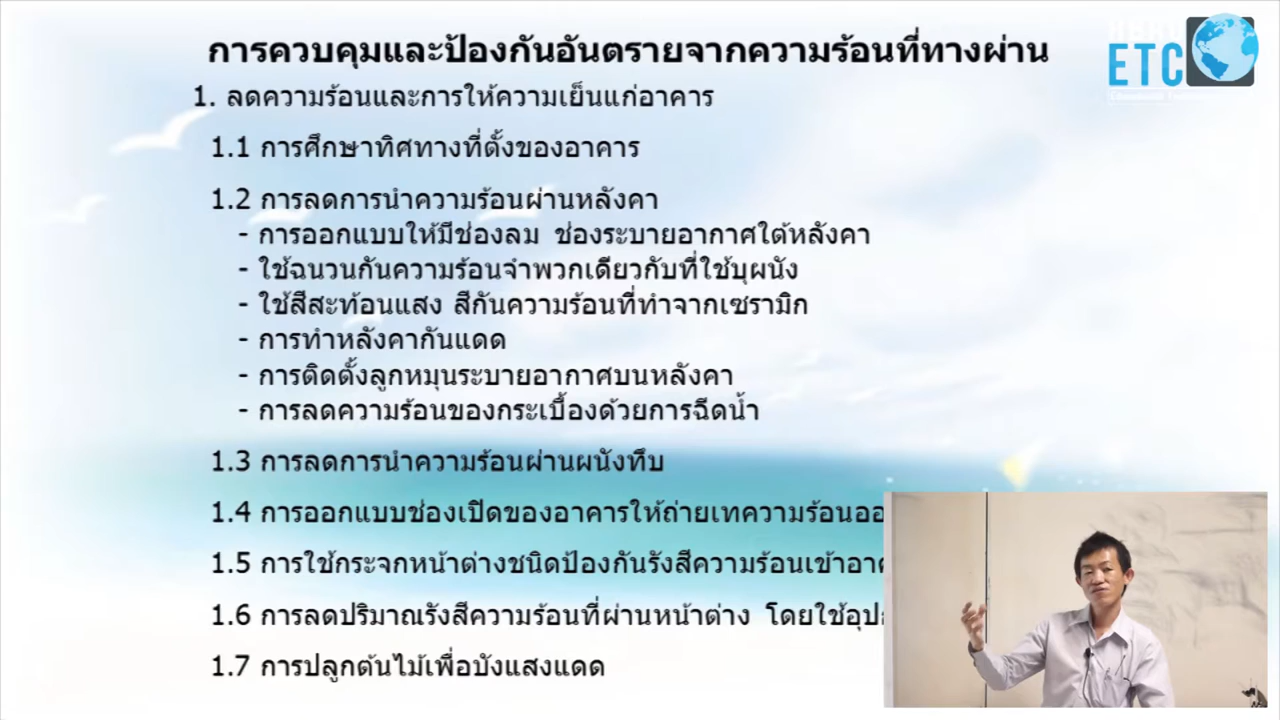 การควบคุมและป้องกันอันตรายจากความร้อนที่ทางผ่าน
ETC
1. ลดความร้อนและการให้ความเย็นแก่อาคาร
1.1 การศึกษาทิศทางที่ตั้งของอาคาร
1.2 การลดการนำความร้อนผ่านหลังคา
- การออกแบบให้มีช่องลม ช่องระบายอากาศใต้หลังคา
- ใช้ฉนวนกันความร้อนจำพวกเดียวกับที่ใช้บุผนัง
- ใช้สีสะท้อนแสง สีกันความร้อนที่ทำจากเซรามิก
- การทำหลังคากันแดด
- การติดตั้งลูกหมุนระบายอากาศบนหลังคา
- การลดความร้อนของกระเบื้องด้วยการฉีดน้ำ
1.3 การลดการนำความร้อนผ่านผนังทึบ
1.4 การออกแบบช่องเปิดของอาคารให้ถ่ายเทความร้อนออ
1.5 การใช้กระจกหน้าต่างชนิดป้องกันรังสีความร้อนเข้าอาค
1.6 การลดปริมาณรังสีความร้อนที่ผ่านหน้าต่าง โดยใช้อุป
1.7 การปลูกต้นไม้เพื่อบังแสงแดด